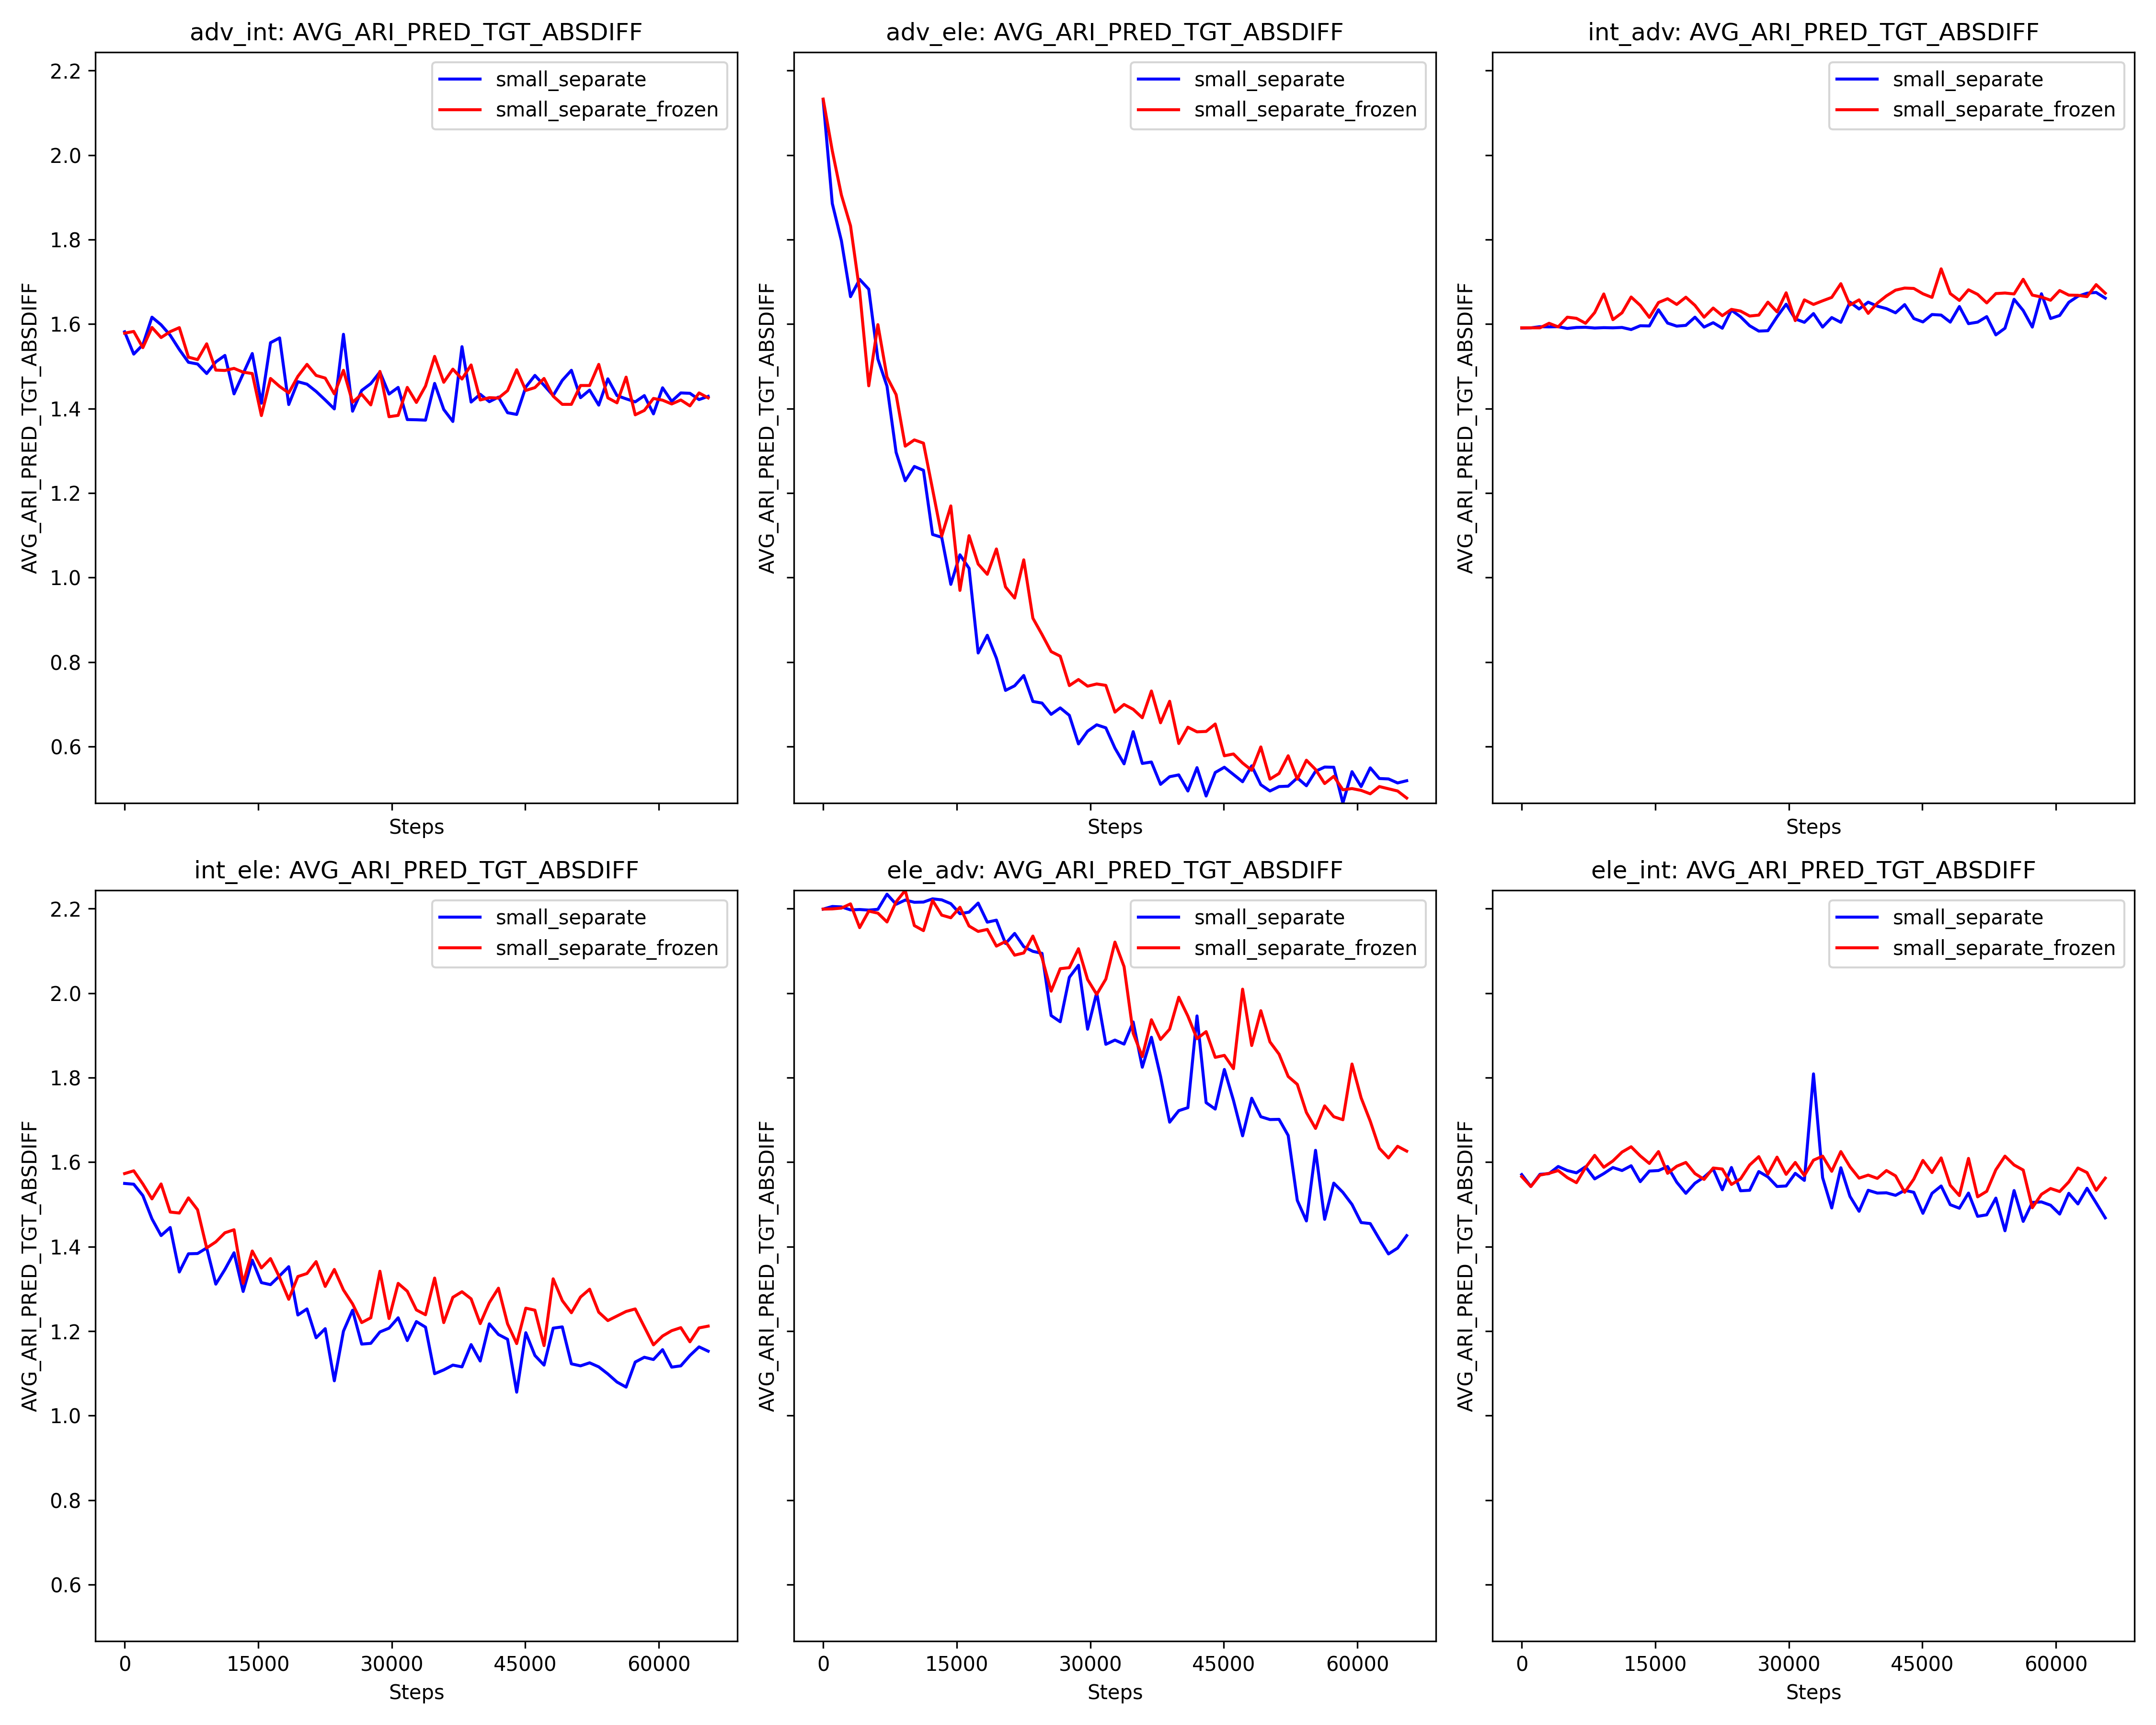 adv_int: AVG_ARI_PRED_TGT_ABSDIFF
AVG_ARI_PRED_TGT_ABSDIFF
2.2
2.0
1.8
1.6
1.4
1.2
1.0
0.8
0.6
small_separate
small_separate_frozen
Steps
adv_ele: AVG_ARI_PRED_TGT_ABSDIFF
AVG_ARI_PRED_TGT_ABSDIFF
small_separate
small_separate_frozen
Steps
int_adv: AVG_ARI_PRED_TGT_ABSDIFF
AVG_ARI_PRED_TGT_ABSDIFF
small_separate
small_separate_frozen
Steps
int_ele: AVG_ARI_PRED_TGT_ABSDIFF
AVG_ARI_PRED_TGT_ABSDIFF
2.2
2.0
1.8
1.6
1.4
1.2
1.0
0.8
0.6
small_separate
small_separate_frozen
0 15000 30000 45000 60000
Steps
ele_adv: AVG_ARI_PRED_TGT_ABSDIFF
AVG_ARI_PRED_TGT_ABSDIFF
small_separate
small_separate_frozen
0 15000 30000 45000 60000
Steps
ele_int: AVG_ARI_PRED_TGT_ABSDIFF
AVG_ARI_PRED_TGT_ABSDIFF
small_separate
small_separate_frozen
0 15000 30000 45000 60000
Steps